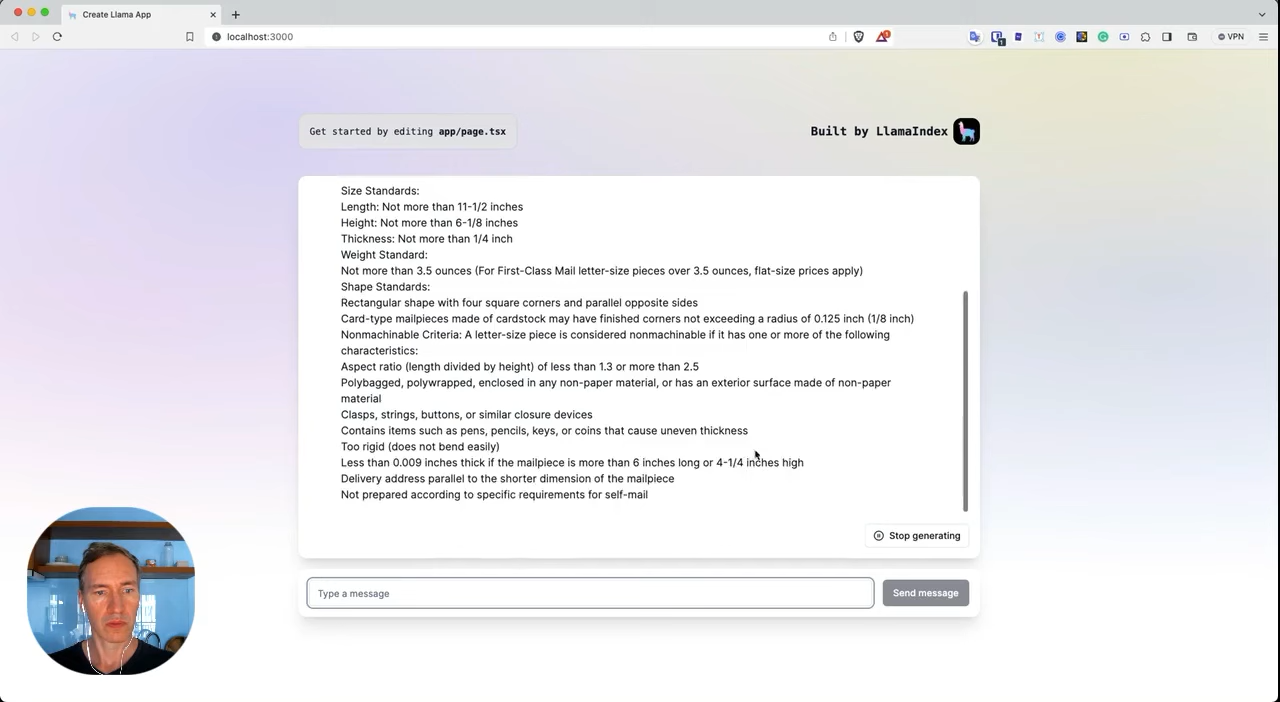 Create Llama App
localhost:3000
VPN
Get started by editing app/page.tsx
Built by LlamaIndex
Size Standards:
Length: Not more than 11-1/2 inches
Height: Not more than 6-1/8 inches
Thickness: Not more than 1/4 inch
Weight Standard:
Not more than 3.5 ounces (For First-Class Mail letter-size pieces over 3.5 ounces, flat-size prices apply)
Shape Standards:
Rectangular shape with four square corners and parallel opposite sides
Card-type mailpieces made of cardstock may have finished corners not exceeding a radius of 0.125 inch (1/8 inch)
Nonmachinable Criteria: A letter-size piece is considered nonmachinable if it has one or more of the following
characteristics:
Aspect ratio (length divided by height) of less than 1.3 or more than 2.5
Polybagged, polywrapped, enclosed in any non-paper material, or has an exterior surface made of non-paper
material
Clasps, strings, buttons, or similar closure devices
Contains items such as pens, pencils, keys, or coins that cause uneven thickness
Too rigid (does not bend easily)
Less than 0.009 inches thick if the mailpiece is more than 6 inches long or 4-1/4 inches high
Delivery address parallel to the shorter dimension of the mailpiece
Not prepared according to specific requirements for self-mail
Stop generating
Type a message
Send message